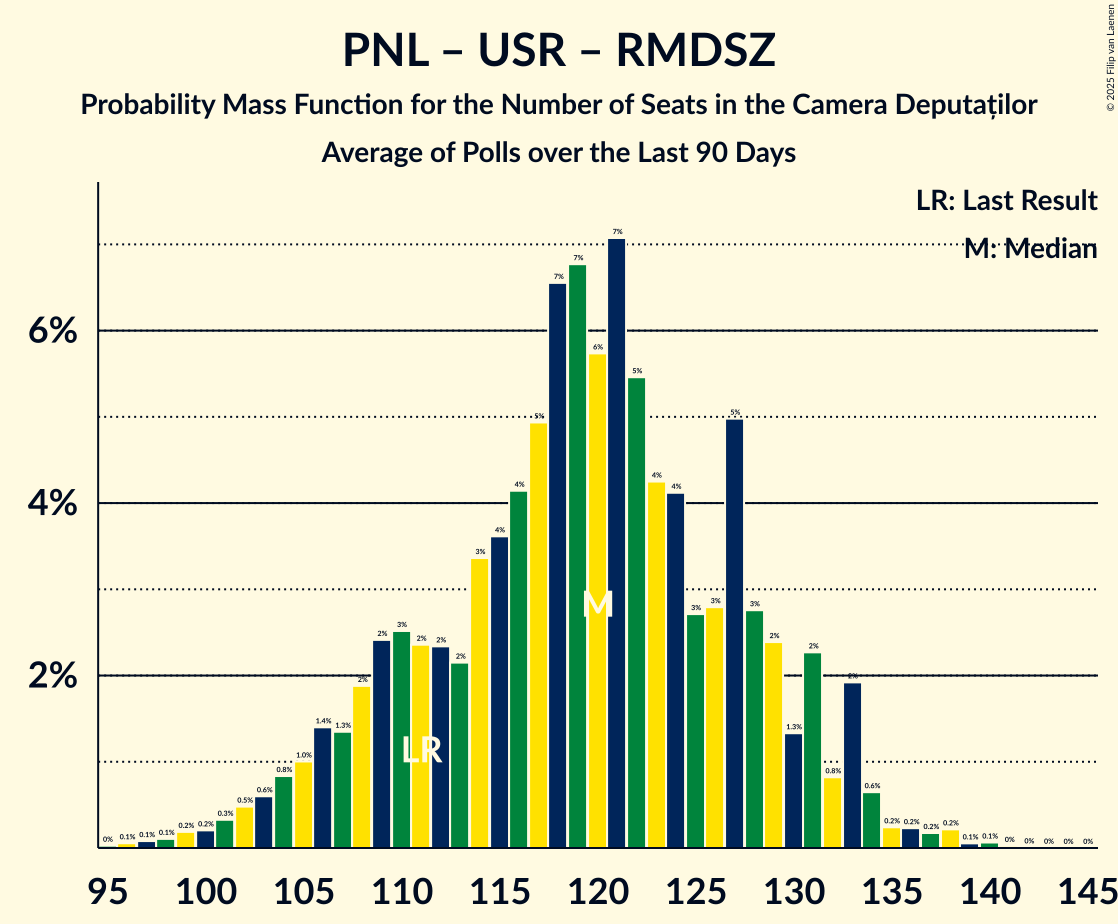 PNL – USR – RMDSZ
Probability Mass Function for the Number of Seats in the Camera Deputaților
Average of Polls over the Last 90 Days
© 2025 Filip van Laenen
LR: Last Result
M: Median
6%
4%
2%
0% 0.1% 0.1% 0.1% 0.2% 0.2% 0.3% 0.5% 0.6% 0.8% 1.0% 1.4% 1.3% 2% 2% 3% 2% 2% 2% 3% 4% 4% 5% 7% 7% 6% 7% 5% 4% 4% 3% 3% 5% 3% 2% 1.3% 2% 0.8% 2% 0.6% 0.2% 0.2% 0.2% 0.2% 0.1% 0.1% 0% 0% 0% 0% 0%
M
LR
95 100 105 110 115 120 125 130 135 140 145